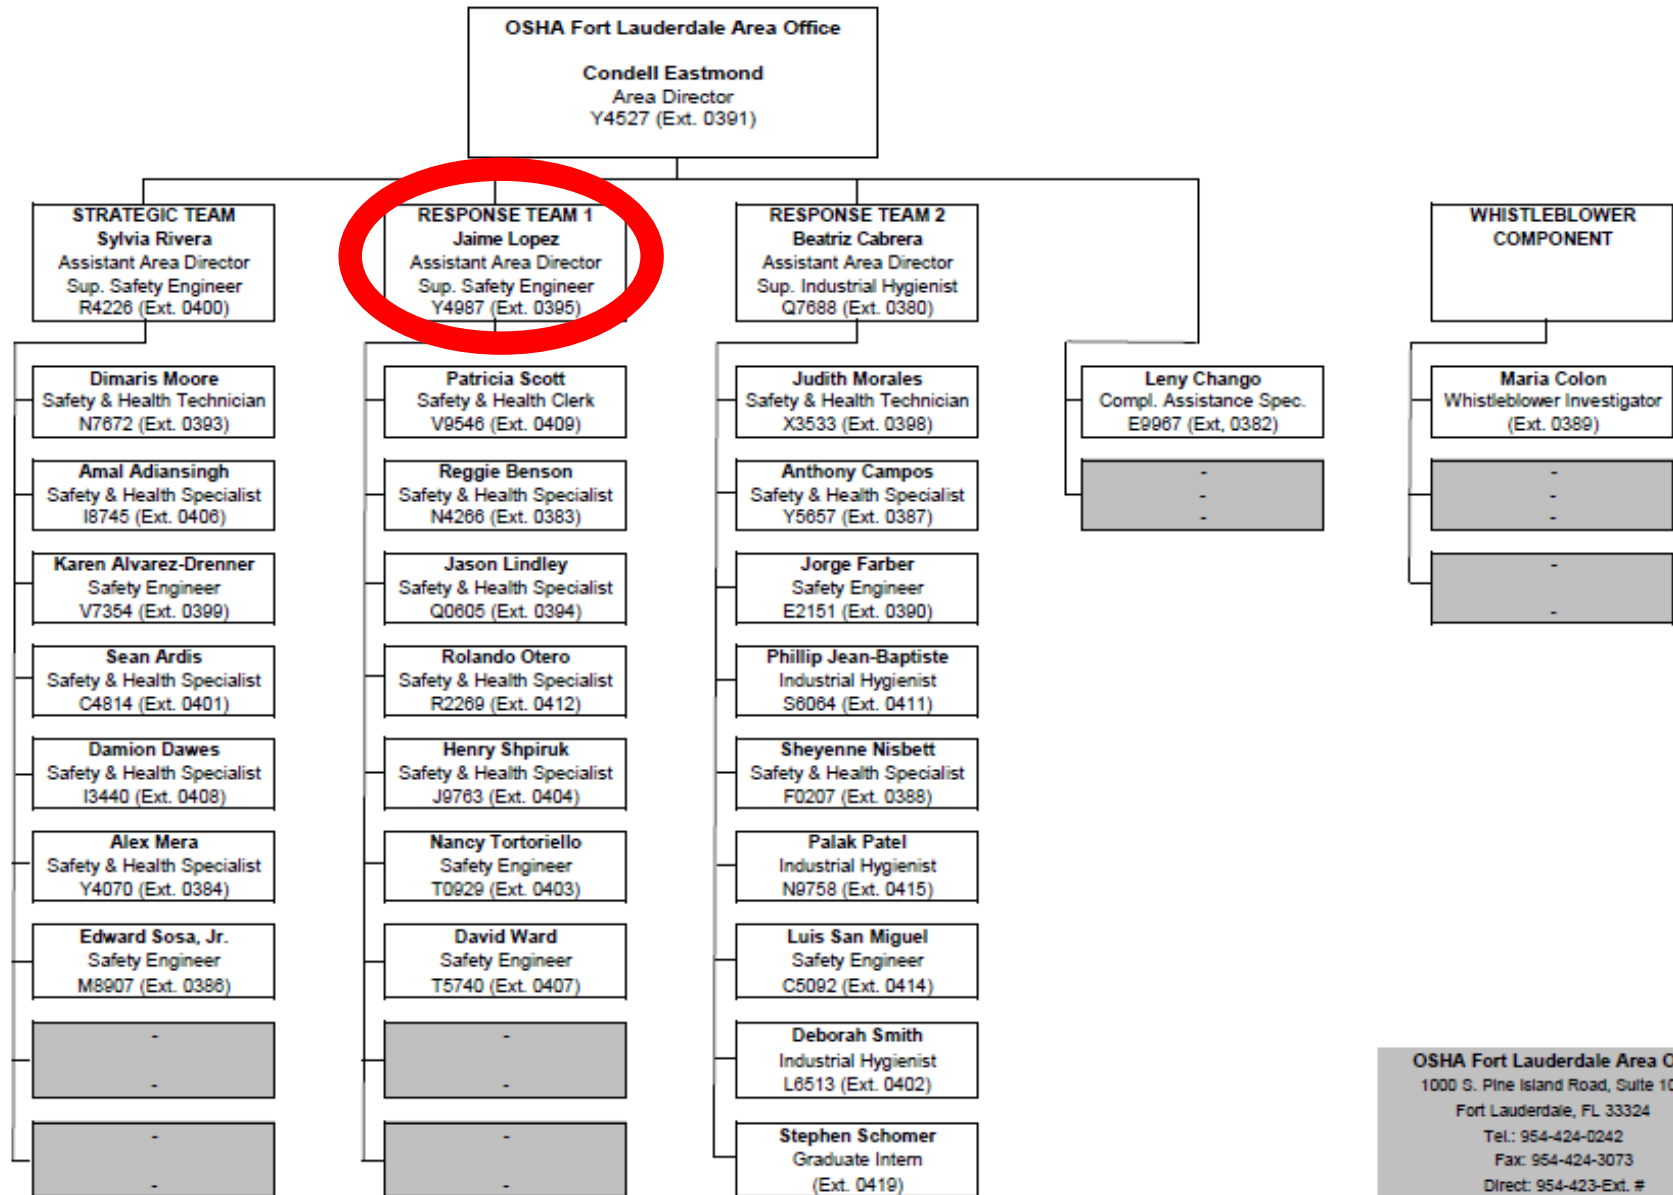 OSHA Fort Lauderdale Area Office
Condell Eastmond
Area Director
Y4527 (Ext. 0391)
STRATEGIC TEAM
Sylvia Rivera
Assistant Area Director
Sup. Safety Engineer
R4226 (Ext. 0400)
Dimaris Moore
Safety & Health Technician
N7672 (Ext. 0393)
Amal Adiansingh
Safety & Health Specialist
I8745 (Ext. 0406)
Karen Alvarez-Drenner
Safety Engineer
V7354 (Ext. 0399)
Sean Ardis
Safety & Health Specialist
C4814 (Ext. 0401)
Damion Dawes
Safety & Health Specialist
I3440 (Ext. 0408)
Alex Mera
Safety & Health Specialist
Y4070 (Ext. 0384)
Edward Sosa, Jr.
Safety Engineer
M8907 (Ext. 0386)
-
-
-
-
RESPONSE TEAM 1
Jaime Lopez
Assistant Area Director
Sup. Safety Engineer
Y4987 (Ext. 0395)
Patricia Scott
Safety & Health Clerk
V9546 (Ext. 0409)
Reggie Benson
Safety & Health Specialist
N4266 (Ext. 0383)
Jason Lindley
Safety & Health Specialist
Q0605 (Ext. 0394)
Rolando Otero
Safety & Health Specialist
R2269 (Ext. 0412)
Henry Shpiruk
Safety & Health Specialist
J9763 (Ext. 0404)
Nancy Tortoriello
Safety Engineer
T0929 (Ext. 0403)
David Ward
Safety Engineer
T5740 (Ext. 0407)
-
-
-
-
RESPONSE TEAM 2
Beatriz Cabrera
Assistant Area Director
Sup. Industrial Hygienist
Q7688 (Ext. 0380)
Judith Morales
Safety & Health Technician
X3533 (Ext. 0398)
Anthony Campos
Safety & Health Specialist
Y5657 (Ext. 0387)
Jorge Farber
Safety Engineer
E2151 (Ext. 0390)
Phillip Jean-Baptiste
Industrial Hygienist
S6064 (Ext. 0411)
Sheyenne Nisbett
Safety & Health Specialist
F0207 (Ext. 0388)
Palak Patel
Industrial Hygienist
N9758 (Ext. 0415)
Luis San Miguel
Safety Engineer
C5092 (Ext. 0414)
Deborah Smith
Industrial Hygienist
L6513 (Ext. 0402)
Stephen Schomer
Graduate Intern
(Ext. 0419)
Leny Chango
Compl. Assistance Spec.
E9967 (Ext, 0382)
-
-
-
WHISTLEBLOWER
COMPONENT
Maria Colon
Whistleblower Investigator
(Ext. 0389)
-
-
-
-
-
OSHA Fort Lauderdale Area O
1000 S. Pine Island Road, Suite 10
Fort Lauderdale, FL 33324
Tel.: 954-424-0242
Fax: 954-424-3073
Direct: 954-423-Ext. #